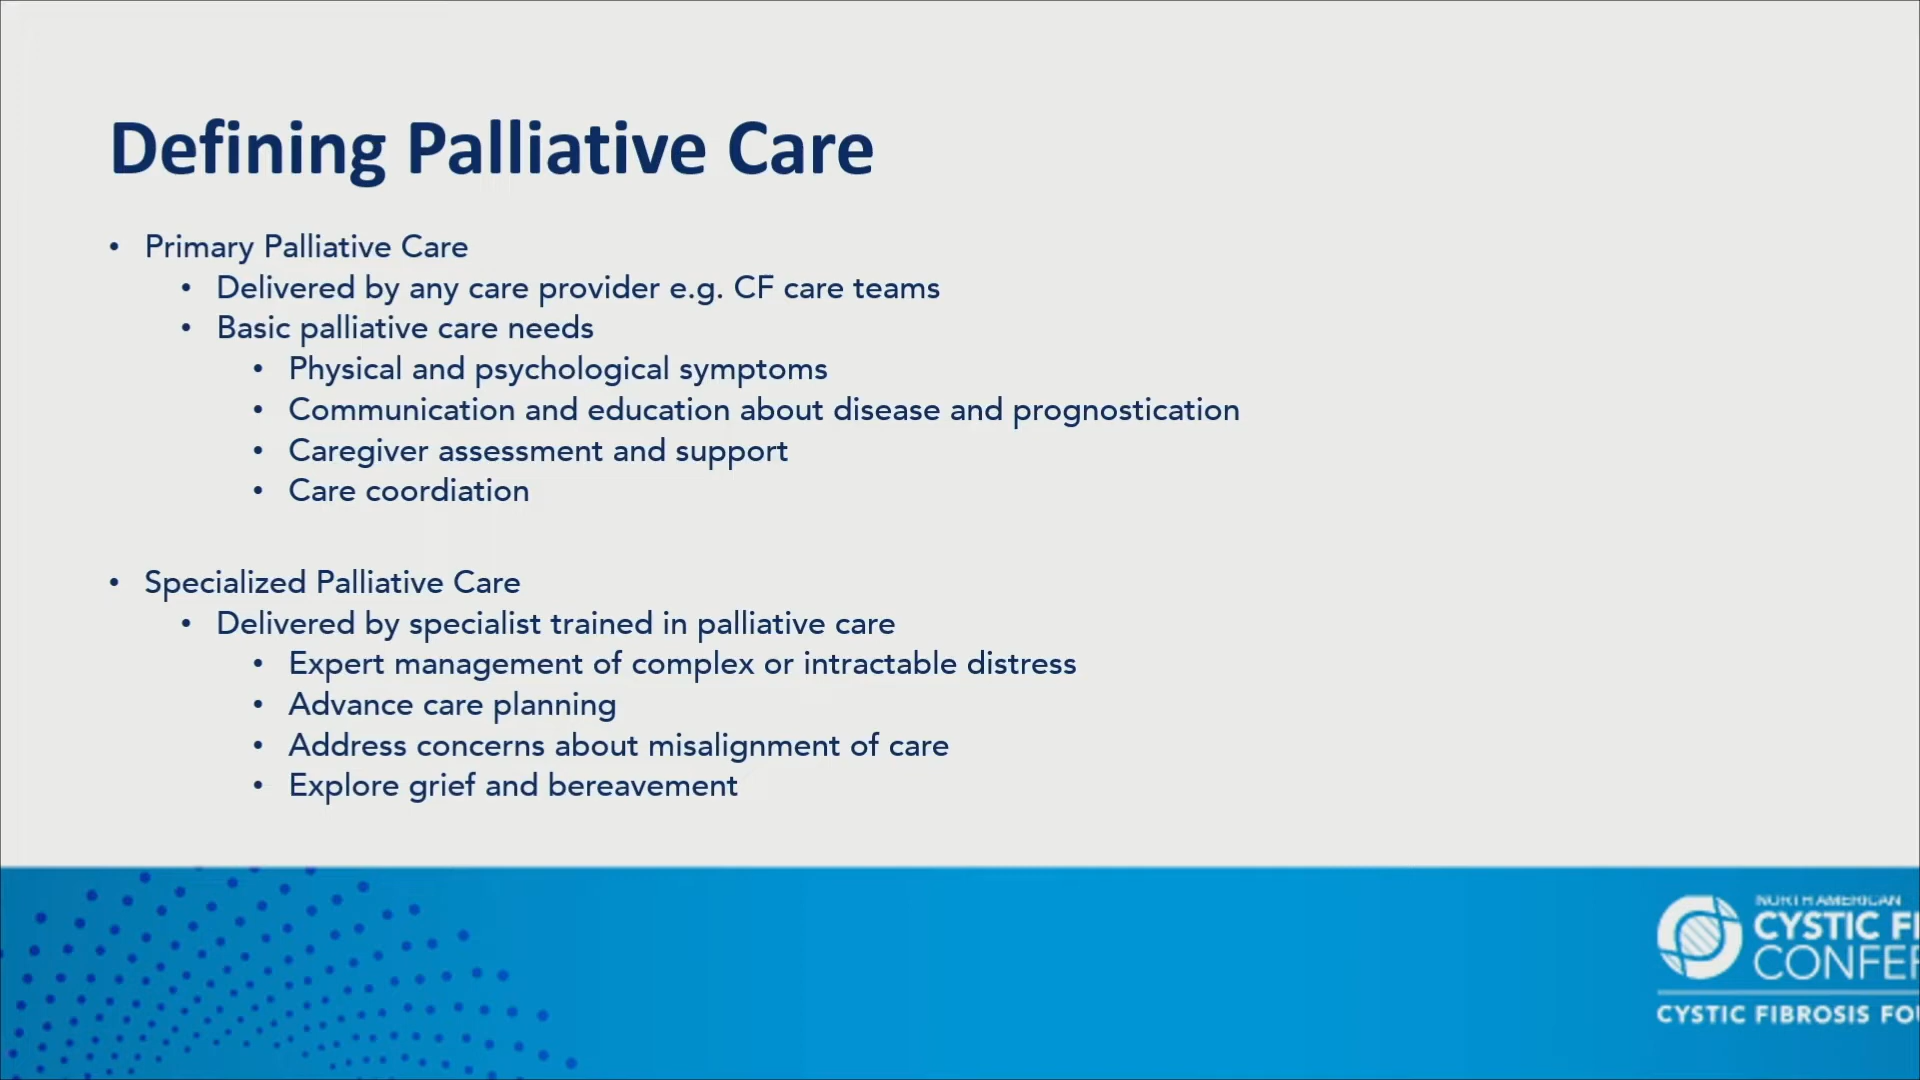 Defining Palliative Care
• Primary Palliative Care
• Delivered by any care provider e.g. CF care teams
• Basic palliative care needs
• Physical and psychological symptoms
• Communication and education about disease and prognostication
• Caregiver assessment and support
• Care coordiation
• Specialized Palliative Care
• Delivered by specialist trained in palliative care
• Expert management of complex or intractable distress
• Advance care planning
• Address concerns about misalignment of care
• Explore grief and bereavement
NORTH AMERICAN
CYSTIC FI
CONFER
CYSTIC FIBROSIS FOU